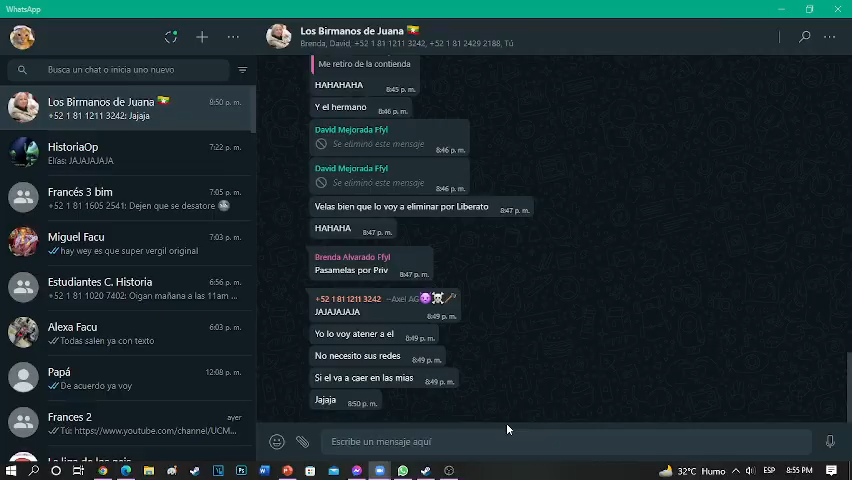 WhatsApp
Los Birmanos de Juana
Brenda, David, +52 1 81 1211 3242, +52 1 81 2429 2188, Tú
Busca un chat o inicia uno nuevo
Los Birmanos de Juana 8:50 p. m.
+52 1 81 1211 3242: Jajaja
HistoriaOp 7:22 p. m.
Elías: JAJAJAJAJA
Francés 3 bim 7:05 p. m.
+52 1 81 1605 2541: Dejen que se desatore
Miguel Facu 7:03 p. m.
hay wey es que super vergil original
Estudiantes C. Historia 6:56 p. m.
+52 1 81 1020 7402: Oigan mañana a las 11am ...
Alexa Facu 6:03 p. m.
Todas salen ya con texto
Papá 12:08 p. m.
De acuerdo ya voy
Frances 2 ayer
Tú: https://www.youtube.com/channel/UCM...
Me retiro de la contienda
HAHAHAHA 8:45 p. m.
Y el hermano 8:46 p. m.
David Mejorada Ffyl
Se eliminó este mensaje 8:46 p. m.
David Mejorada Ffyl
Se eliminó este mensaje 8:46 p. m.
Velas bien que lo voy a eliminar por Liberato 8:47 p. m.
HAHAHA 8:47 p. m.
Brenda Alvarado Ffyl
Pasamelas por Priv 8:47 p. m.
+52 1 81 1211 3242 ~Axel AG
JAJAJAJAJA 8:49 p. m.
Yo lo voy atener a el 8:49 p. m.
No necesito sus redes 8:49 p. m.
Si el va a caer en las mias 8:49 p. m.
Jajaja 8:50 p. m.
Escribe un mensaje aquí
32°C Humo ESP 8:55 PM